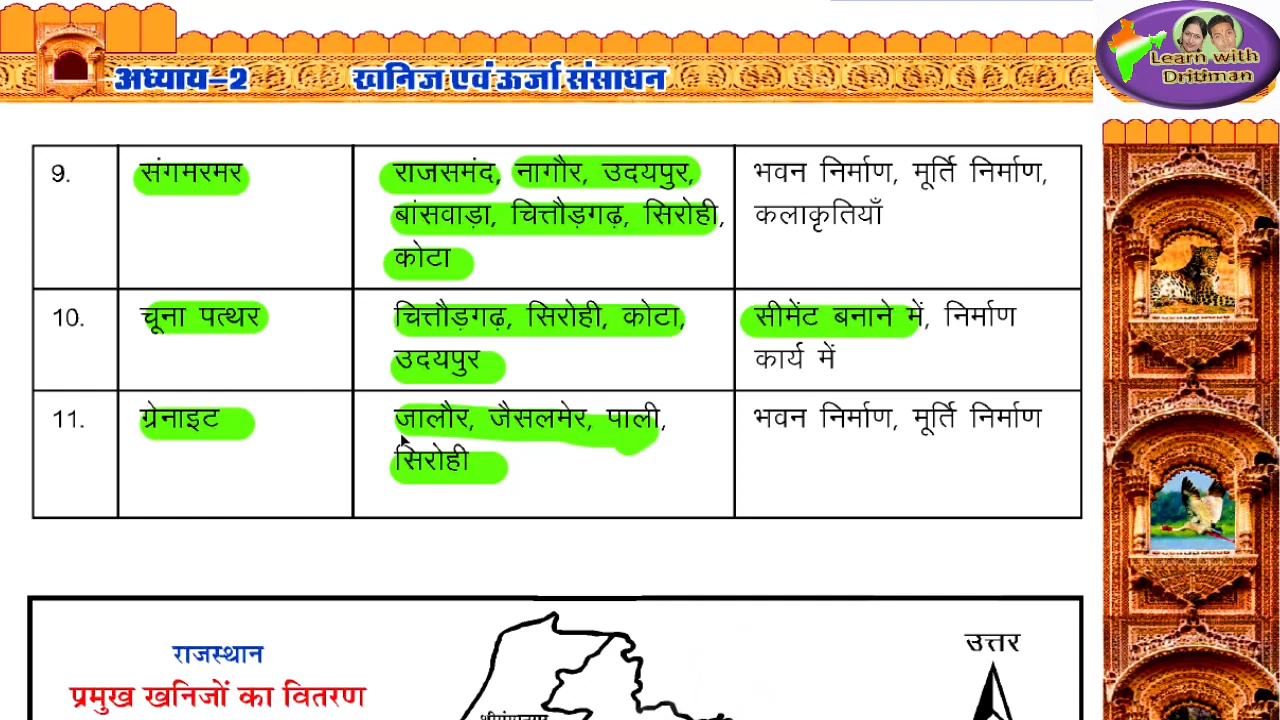 अध्याय-2 खनिज एवं ऊर्जा संसाधन
Learn with
Dritiman
9. संगमरमर राजसमंद, नागौर, उदयपुर, भवन निर्माण, मूर्ति निर्माण,
बांसवाड़ा, चित्तौड़गढ़, सिरोही, कलाकृतियाँ
कोटा
10. चूना पत्थर चित्तौड़गढ़, सिरोही, कोटा, सीमेंट बनाने में, निर्माण
उदयपुर कार्य में
11. ग्रेनाइट जालौर, जैसलमेर, पाली, भवन निर्माण, मूर्ति निर्माण
सिरोही
उत्तर
राजस्थान
प्रमुख खनिजों का वितरण